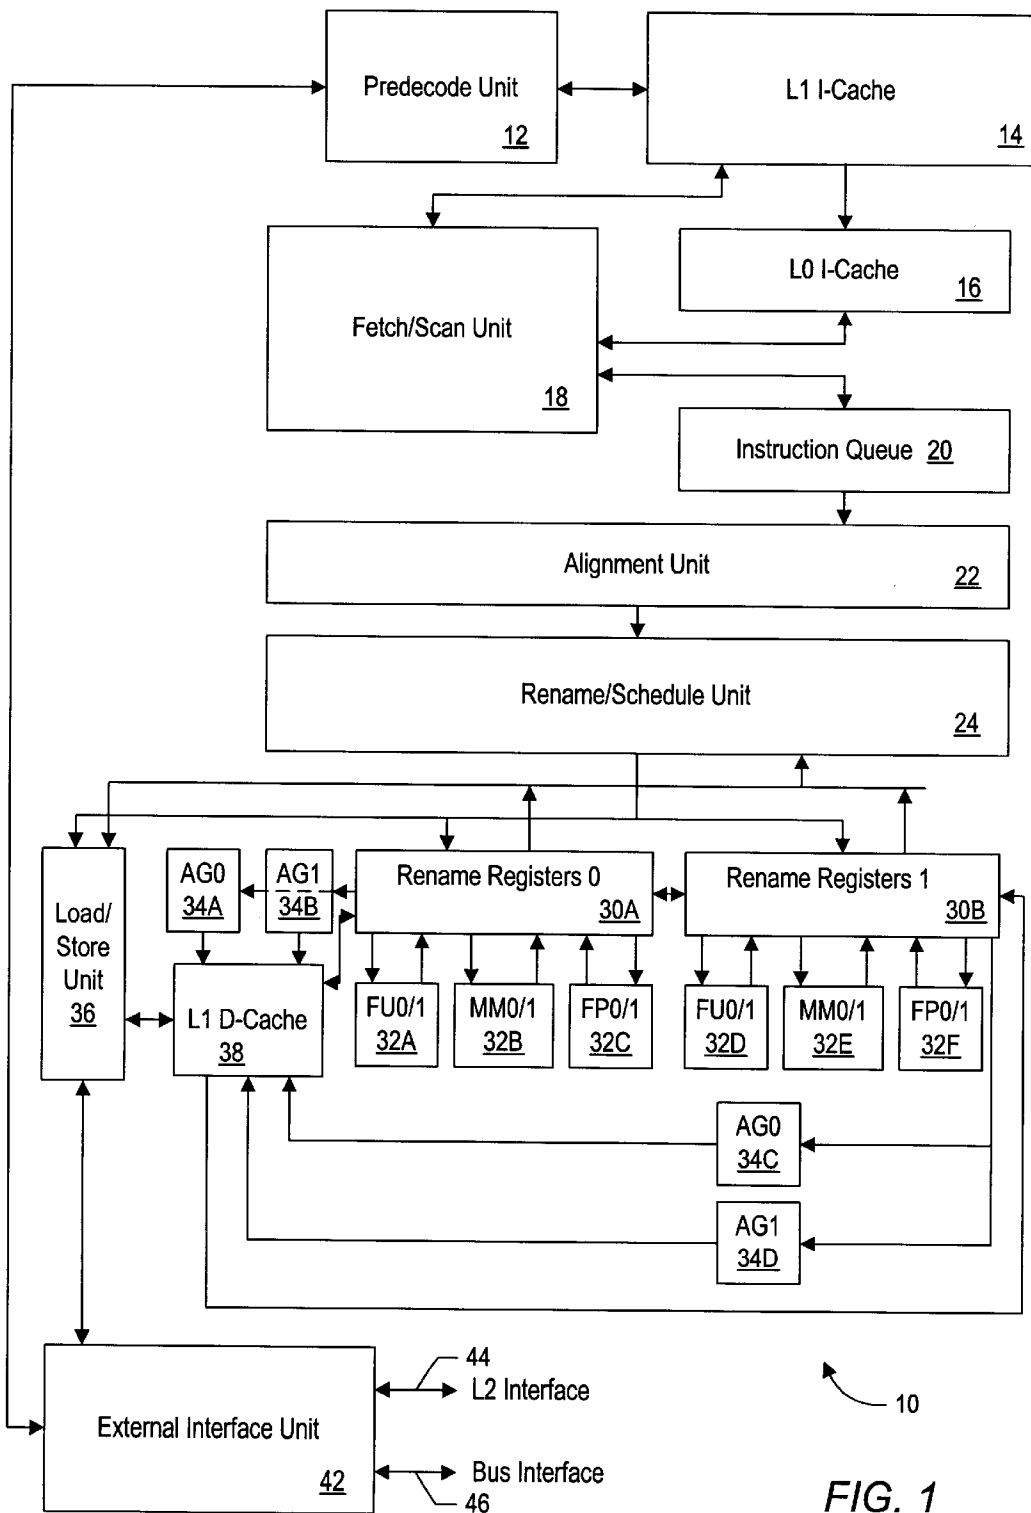 Predecode Unit
12
L1 I-Cache
14
L0 I-Cache
16
Fetch/Scan Unit
18
Instruction Queue 20
Alignment Unit
22
Rename/Schedule Unit
24
Load/
Store
Unit
36
AG0
34A
AG1
34B
Rename Registers 0
30A
Rename Registers 1
30B
L1 D-Cache
38
FU0/1
32A
MM0/1
32B
FP0/1
32C
FU0/1
32D
MM0/1
32E
FP0/1
32F
AG0
34C
AG1
34D
External Interface Unit
42
44
L2 Interface
Bus Interface
46
10
FIG. 1